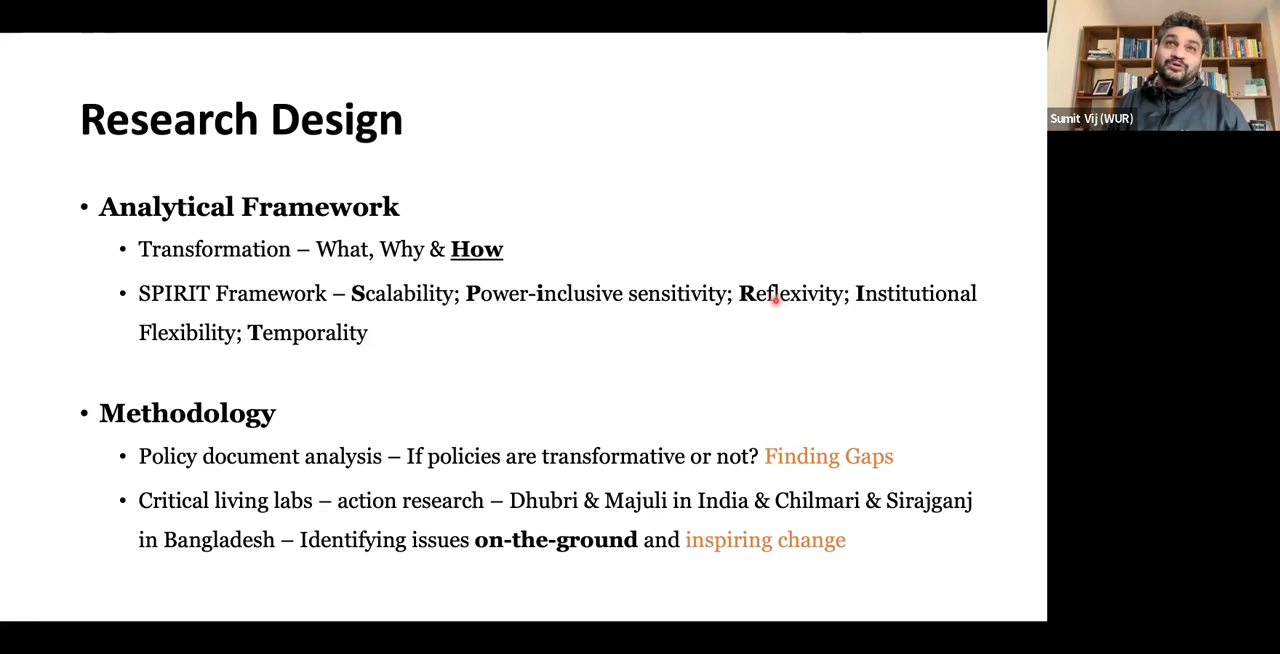 Research Design
• Analytical Framework
• Transformation – What, Why & How
• SPIRIT Framework – Scalability; Power-inclusive sensitivity; Reflexivity; Institutional
Flexibility; Temporality
• Methodology
• Policy document analysis – If policies are transformative or not? Finding Gaps
• Critical living labs – action research – Dhubri & Majuli in India & Chilmari & Sirajganj
in Bangladesh – Identifying issues on-the-ground and inspiring change
Sumit Vij (WUR)